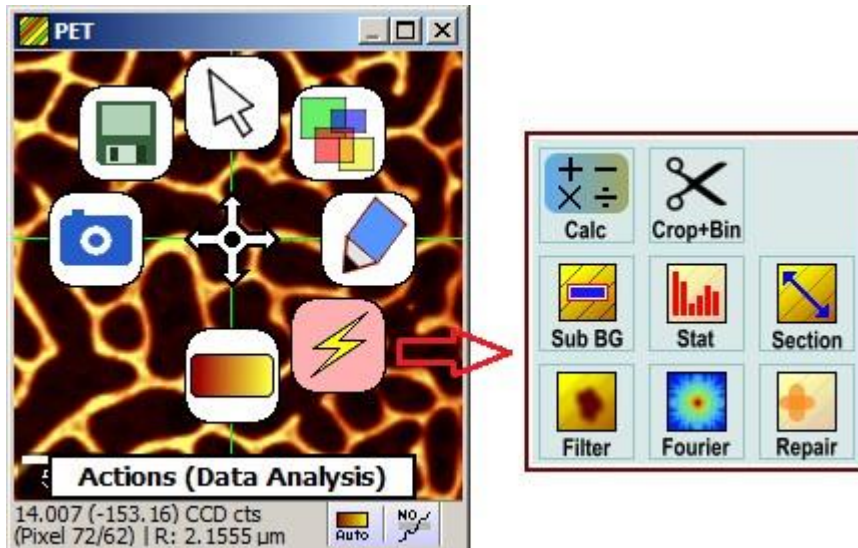 PET
Actions (Data Analysis)
14.007 (-153.16) CCD cts
(Pixel 72/62) | R: 2.1555 µm
Auto
NO
Calc
Crop+Bin
Sub BG
Stat
Section
Filter
Fourier
Repair